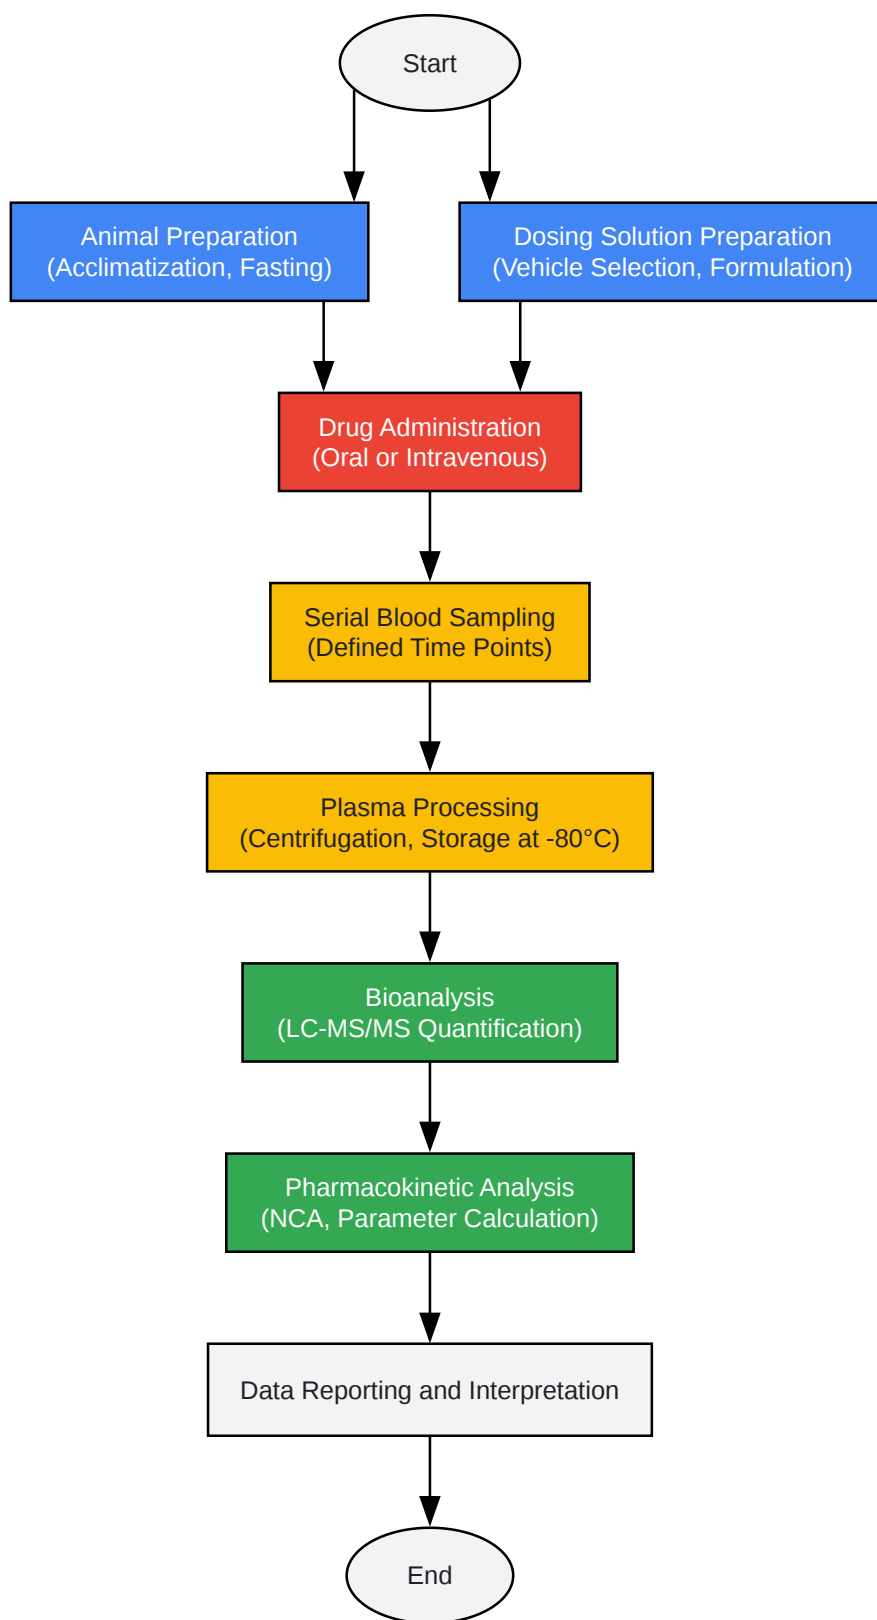 Start
Animal Preparation
(Acclimatization, Fasting)
Dosing Solution Preparation
(Vehicle Selection, Formulation)
Drug Administration
(Oral or Intravenous)
Serial Blood Sampling
(Defined Time Points)
Plasma Processing
(Centrifugation, Storage at -80°C)
Bioanalysis
(LC-MS/MS Quantification)
Pharmacokinetic Analysis
(NCA, Parameter Calculation)
Data Reporting and Interpretation
End